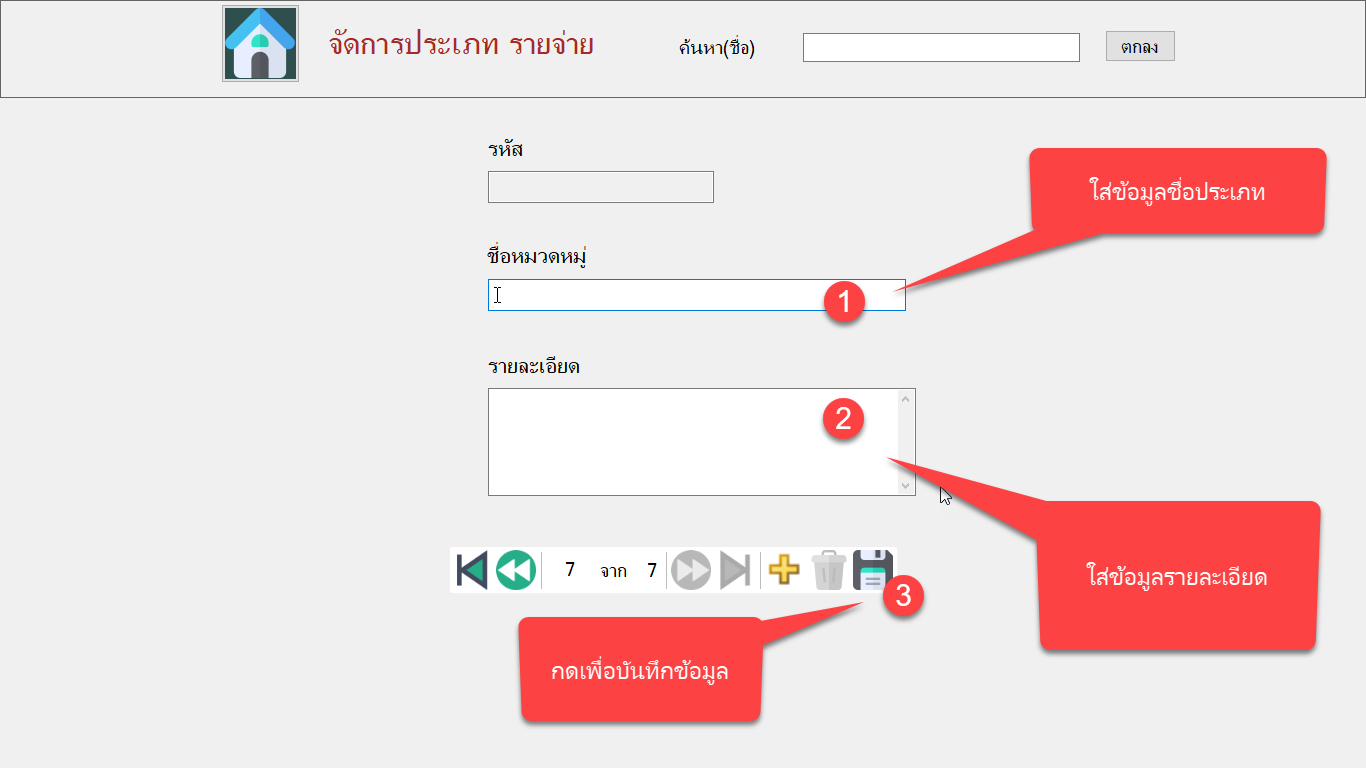 จัดการประเภท รายจ่าย
ค้นหา(ชื่อ)
ตกลง
รหัส
ใส่ข้อมูลชื่อประเภท
ชื่อหมวดหมู่
1
รายละเอียด
2
ใส่ข้อมูลรายละเอียด
7 จาก 7
3
กดเพื่อบันทึกข้อมูล